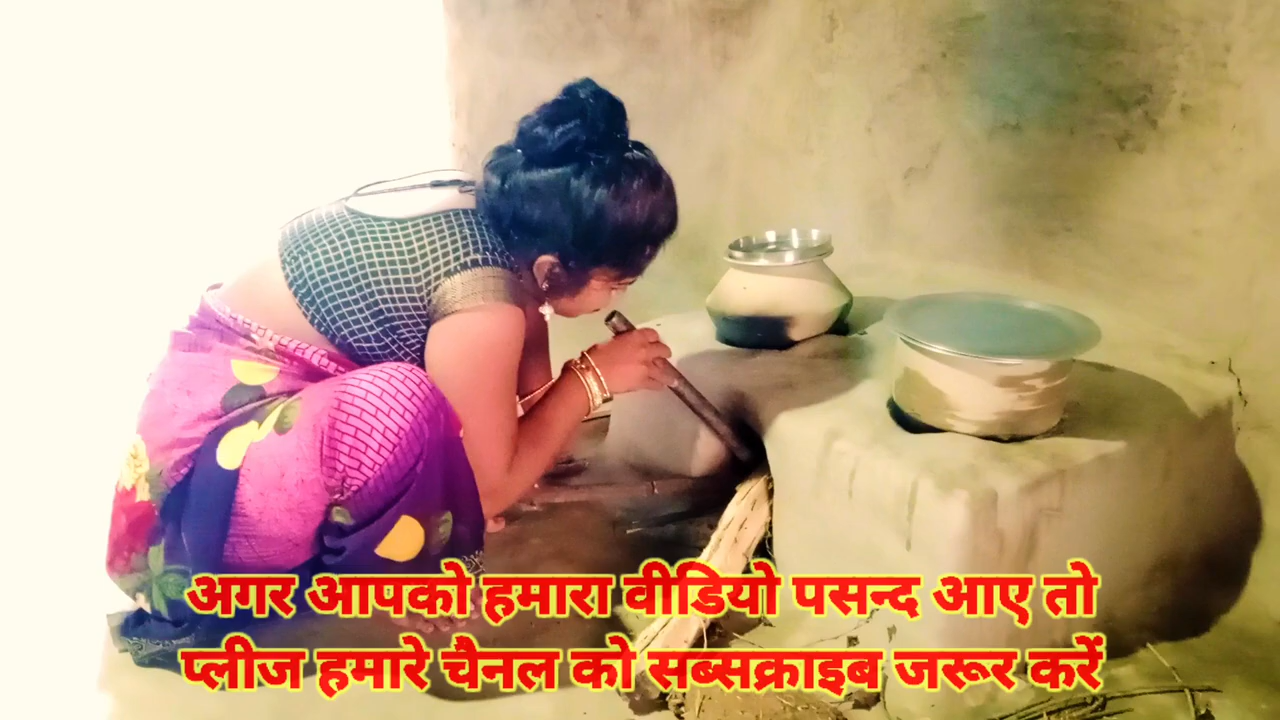 अगर आपको हमारा वीडियो पसन्द आए तो
प्लीज हमारे चैनल को सब्सक्राइब जरूर करें